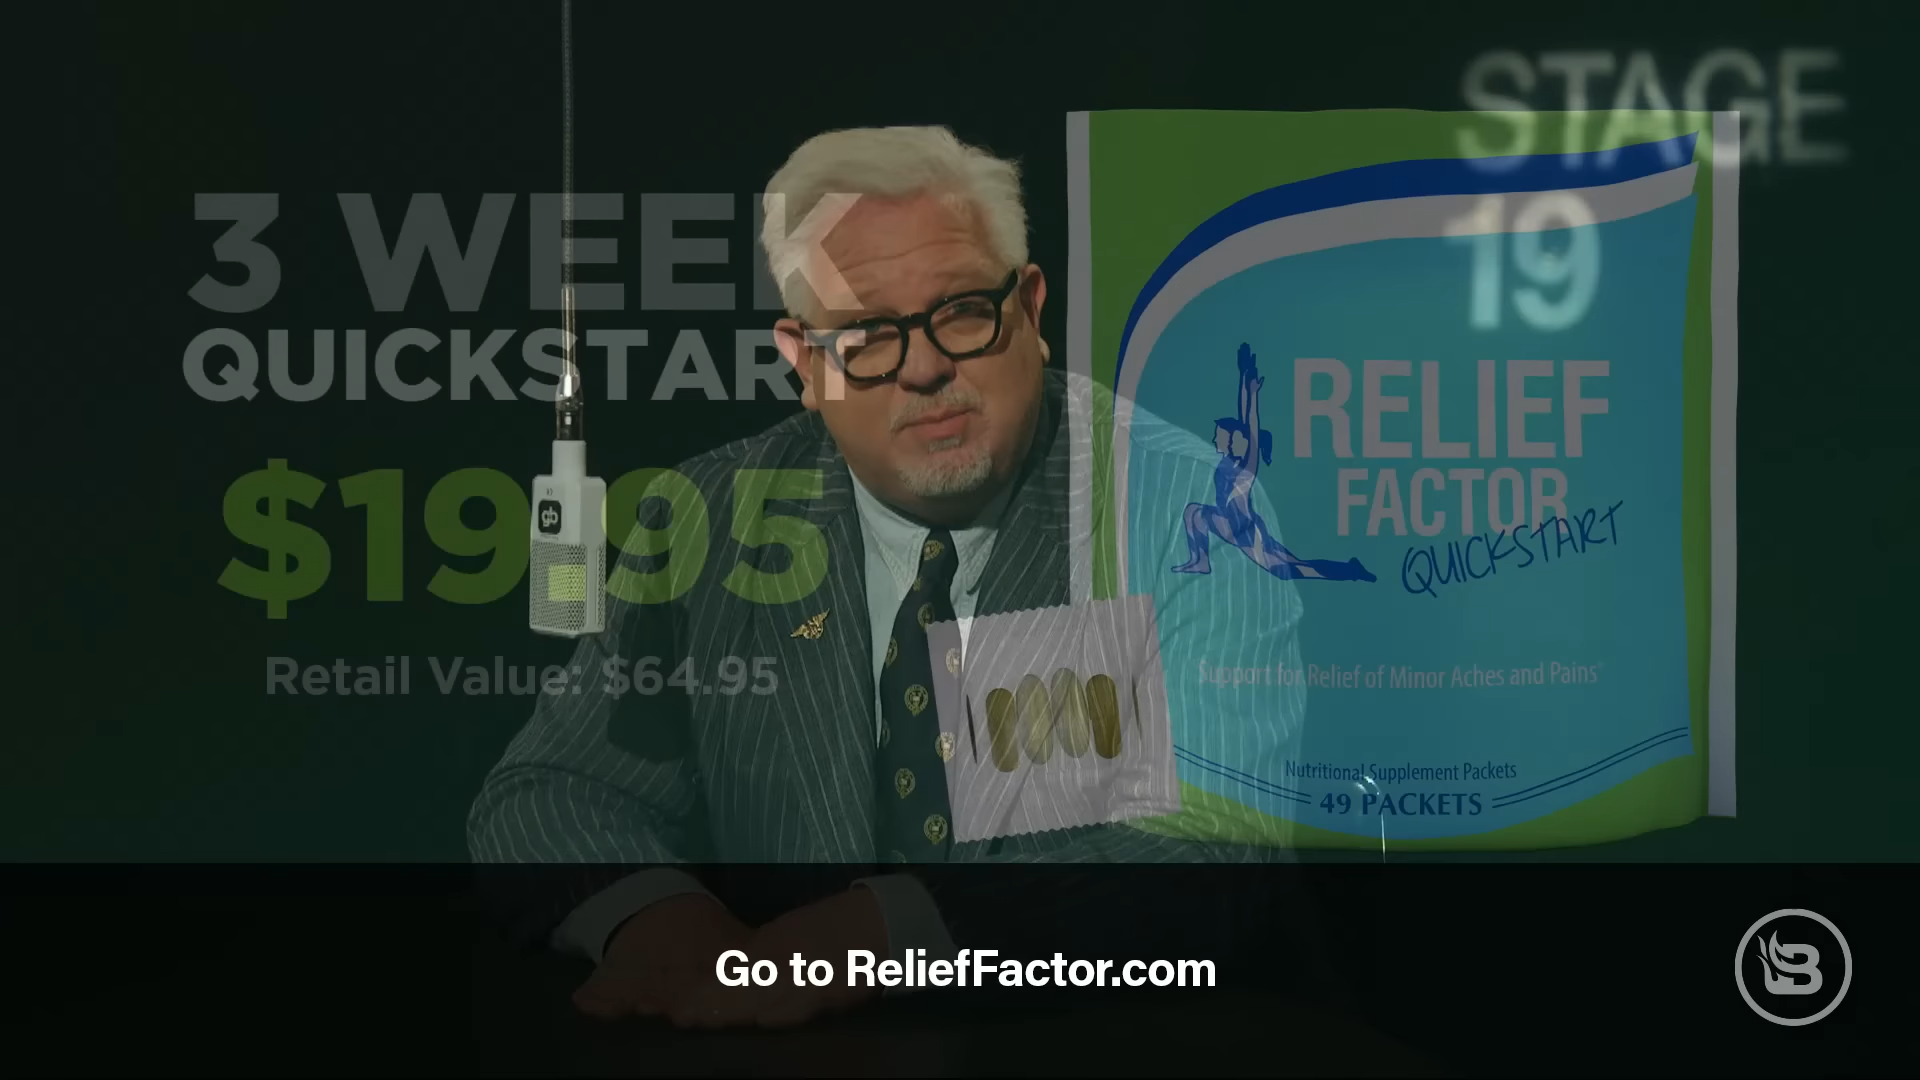 STAGE
19
3 WEEK
QUICKSTART
$19.95
Retail Value: $64.95
gb
RELIEF
FACTOR
QUICKSTART
Support for Relief of Minor Aches and Pains*
Nutritional Supplement Packets
49 PACKETS
Go to ReliefFactor.com
B